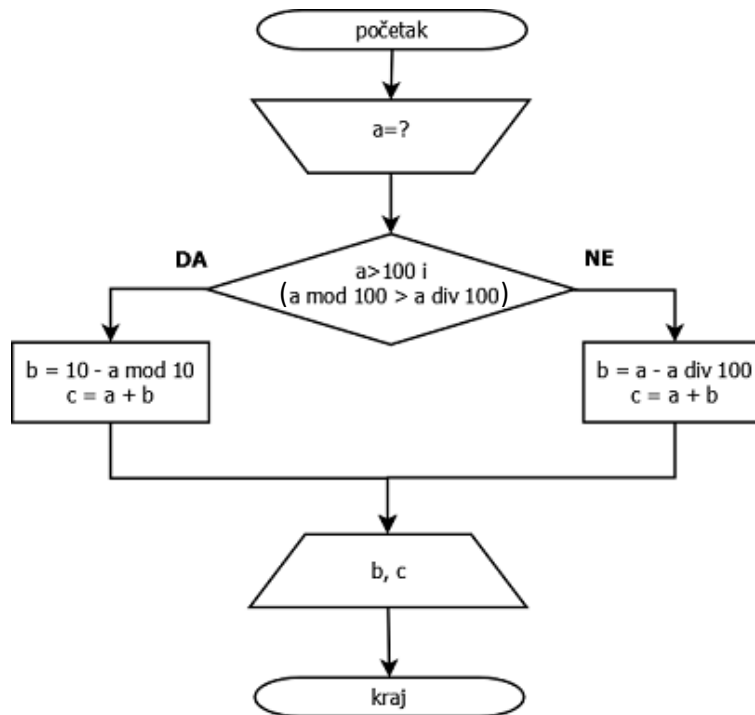 početak
a=?
DA
NE
a>100 i
(a mod 100 > a div 100)
b = 10 - a mod 10
c = a + b
b = a - a div 100
c = a + b
b, c
kraj